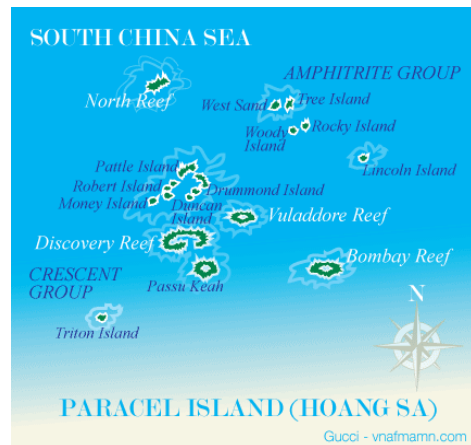 SOUTH CHINA SEA
AMPHITRITE GROUP
North Reef
West Sand
Tree Island
Woody
Island
Rocky Island
Lincoln Island
Pattle Island
Robert Island
Money Island
Drummond Island
Duncan
Island
Vuladdore Reef
Discovery Reef
Bombay Reef
CRESCENT
GROUP
Passu Keah
N
Triton Island
PARACEL ISLAND (HOANG SA)
Gucci - vnafmamn.com